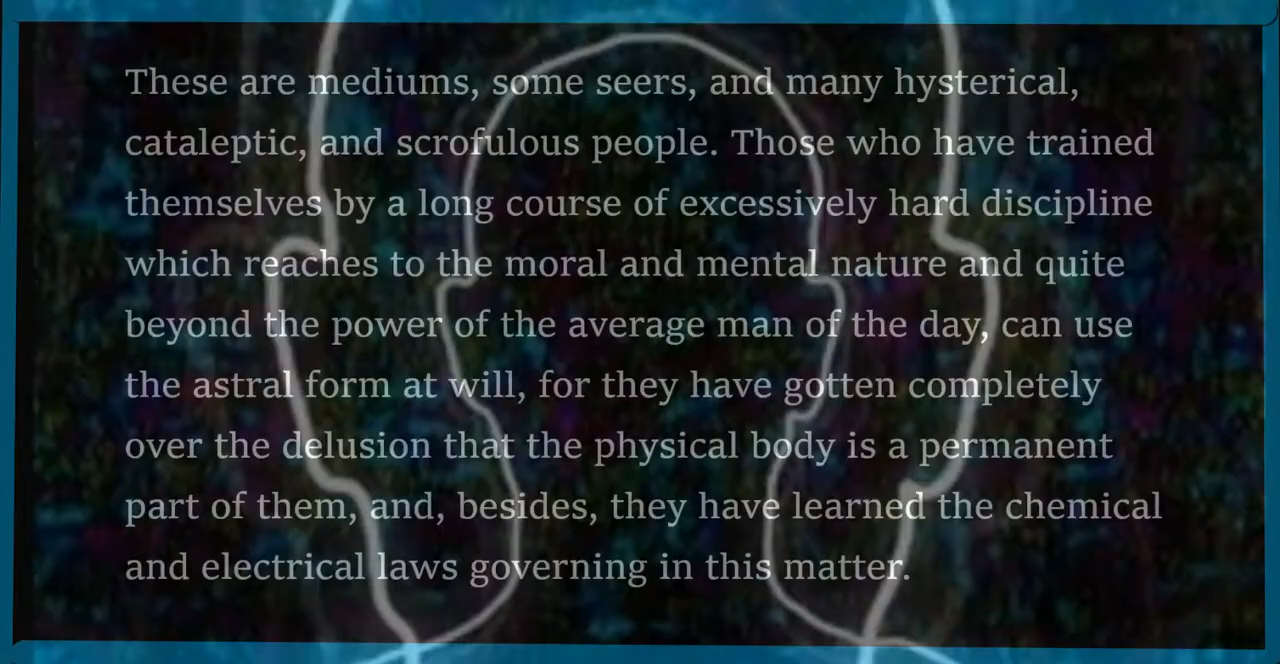 These are mediums, some seers, and many hysterical,
cataleptic, and scrofulous people. Those who have trained
themselves by a long course of excessively hard discipline
which reaches to the moral and mental nature and quite
beyond the power of the average man of the day, can use
the astral form at will, for they have gotten completely
over the delusion that the physical body is a permanent
part of them, and, besides, they have learned the chemical
and electrical laws governing in this matter.